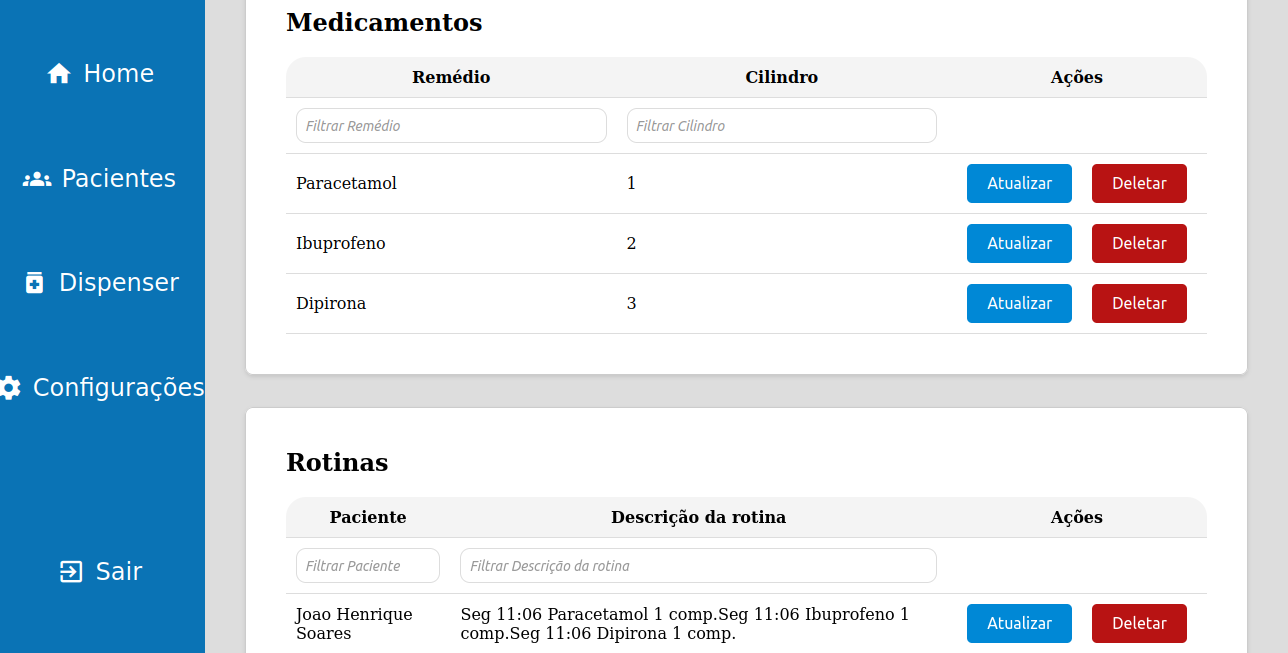 Home
Pacientes
Dispenser
Configurações
Sair
Medicamentos
Remédio Cilindro Ações
Filtrar Remédio Filtrar Cilindro
Paracetamol 1 Atualizar Deletar
Ibuprofeno 2 Atualizar Deletar
Dipirona 3 Atualizar Deletar
Rotinas
Paciente Descrição da rotina Ações
Filtrar Paciente Filtrar Descrição da rotina
Joao Henrique Seg 11:06 Paracetamol 1 comp.Seg 11:06 Ibuprofeno 1
Soares comp.Seg 11:06 Dipirona 1 comp.
Atualizar Deletar